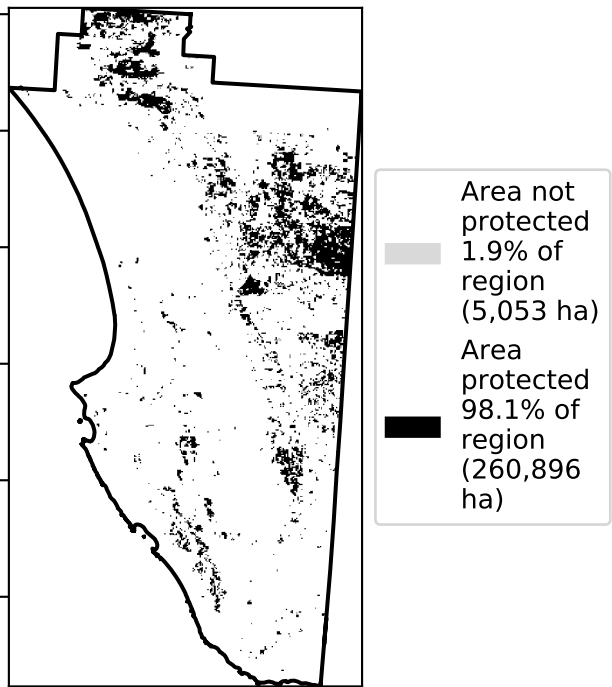 Area not
protected
1.9% of
region
(5,053 ha)
Area
protected
98.1% of
region
(260,896
ha)